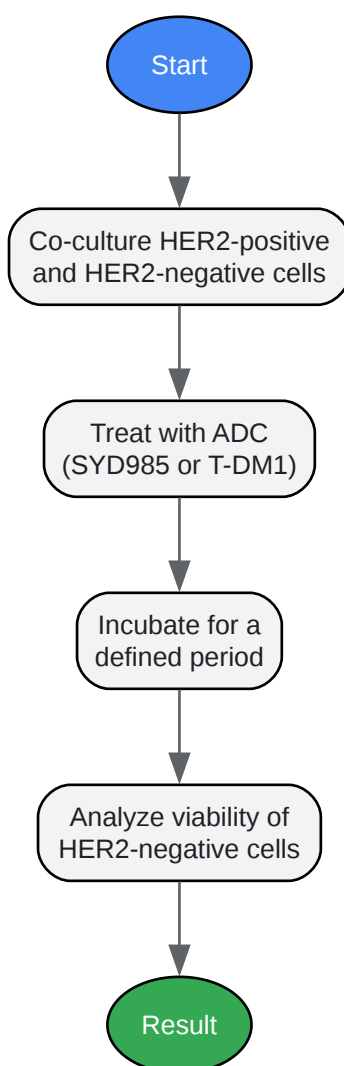 Start
Co-culture HER2-positive
and HER2-negative cells
Treat with ADC
(SYD985 or T-DM1)
Incubate for a
defined period
Analyze viability of
HER2-negative cells
Result